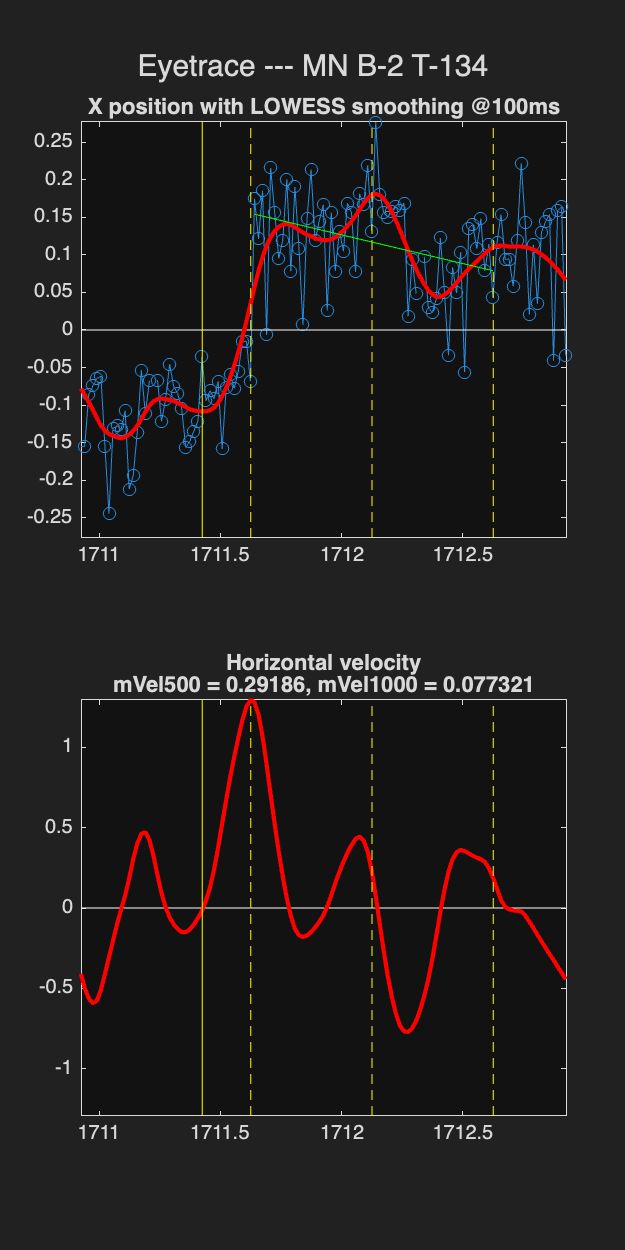 Eyetrace --- MN B-2 T-134
X position with LOWESS smoothing @100ms
0.25
0.2
0.15
0.1
0.05
0
-0.05
-0.1
-0.15
-0.2
-0.25
1711 1711.5 1712 1712.5
Horizontal velocity
mVel500 = 0.29186, mVel1000 = 0.077321
1
0.5
0
-0.5
-1
1711 1711.5 1712 1712.5